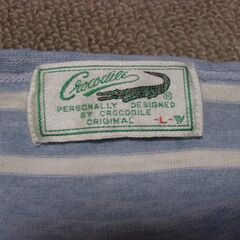 Crocodile
®
PERSONALLY DESIGNED
BY CROCODILE
ORIGINAL
-L-